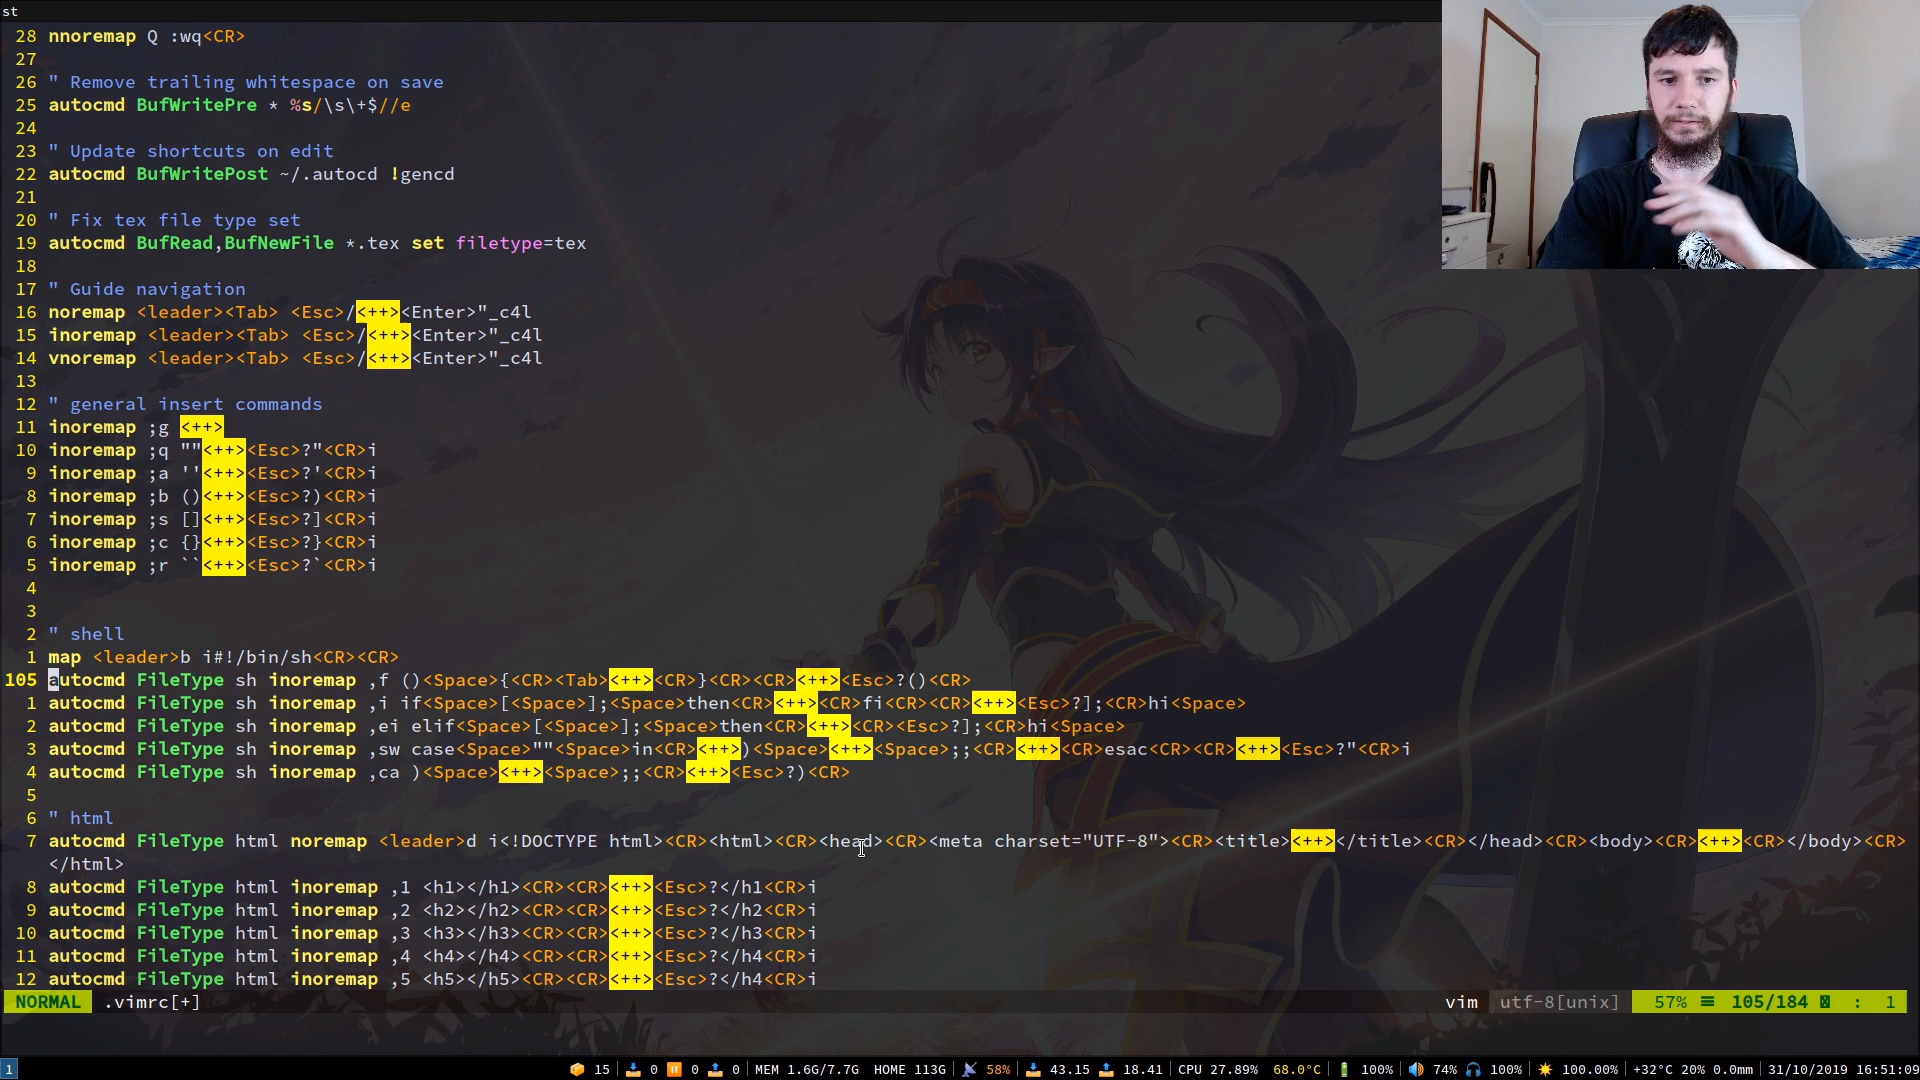 st
28 nnoremap Q :wq<CR>
27
26 " Remove trailing whitespace on save
25 autocmd BufWritePre * %s/\s\+$//e
24
23 " Update shortcuts on edit
22 autocmd BufWritePost ~/.autocd !gencd
21
20 " Fix tex file type set
19 autocmd BufRead,BufNewFile *.tex set filetype=tex
18
17 " Guide navigation
16 noremap <leader><Tab> <Esc>/<++><Enter>"_c4l
15 inoremap <leader><Tab> <Esc>/<++><Enter>"_c4l
14 vnoremap <leader><Tab> <Esc>/<++><Enter>"_c4l
13
12 " general insert commands
11 inoremap ;g <++>
10 inoremap ;q ""<++><Esc>?"<CR>i
9 inoremap ;a ''<++><Esc>?'<CR>i
8 inoremap ;b ()<++><Esc>?)<CR>i
7 inoremap ;s []<++><Esc>?]<CR>i
6 inoremap ;c {}<++><Esc>?}<CR>i
5 inoremap ;r ``<++><Esc>?`<CR>i
4
3
2 " shell
1 map <leader>b i#!/bin/sh<CR><CR>
105 autocmd FileType sh inoremap ,f ()<Space>{<CR><Tab><++><CR>}<CR><CR><++><Esc>?()<CR>
1 autocmd FileType sh inoremap ,i if<Space>[<Space>];<Space>then<CR><++><CR>fi<CR><CR><++><Esc>?];<CR>hi<Space>
2 autocmd FileType sh inoremap ,ei elif<Space>[<Space>];<Space>then<CR><++><CR><Esc>?];<CR>hi<Space>
3 autocmd FileType sh inoremap ,sw case<Space>""<Space>in<CR><++>)<Space><++><Space>;;<CR><++><CR>esac<CR><CR><++><Esc>?"<CR>i
4 autocmd FileType sh inoremap ,ca )<Space><++><Space>;;<CR><++><Esc>?)<CR>
5
6 " html
7 autocmd FileType html noremap <leader>d i<!DOCTYPE html><CR><html><CR><head><CR><meta charset="UTF-8"><CR><title><++></title><CR></head><CR><body><CR><++><CR></body><CR>
</html>
8 autocmd FileType html inoremap ,1 <h1></h1><CR><CR><++><Esc>?</h1<CR>i
9 autocmd FileType html inoremap ,2 <h2></h2><CR><CR><++><Esc>?</h2<CR>i
10 autocmd FileType html inoremap ,3 <h3></h3><CR><CR><++><Esc>?</h3<CR>i
11 autocmd FileType html inoremap ,4 <h4></h4><CR><CR><++><Esc>?</h4<CR>i
12 autocmd FileType html inoremap ,5 <h5></h5><CR><CR><++><Esc>?</h4<CR>i
NORMAL .vimrc[+] vim utf-8[unix] 57% ≡ 105/184 : 1
1 15 0 0 0 MEM 1.6G/7.7G HOME 113G 58% 43.15 18.41 CPU 27.89% 68.0°C 100% 74% 100% 100.00% +32°C 20% 0.0mm 31/10/2019 16:51:09